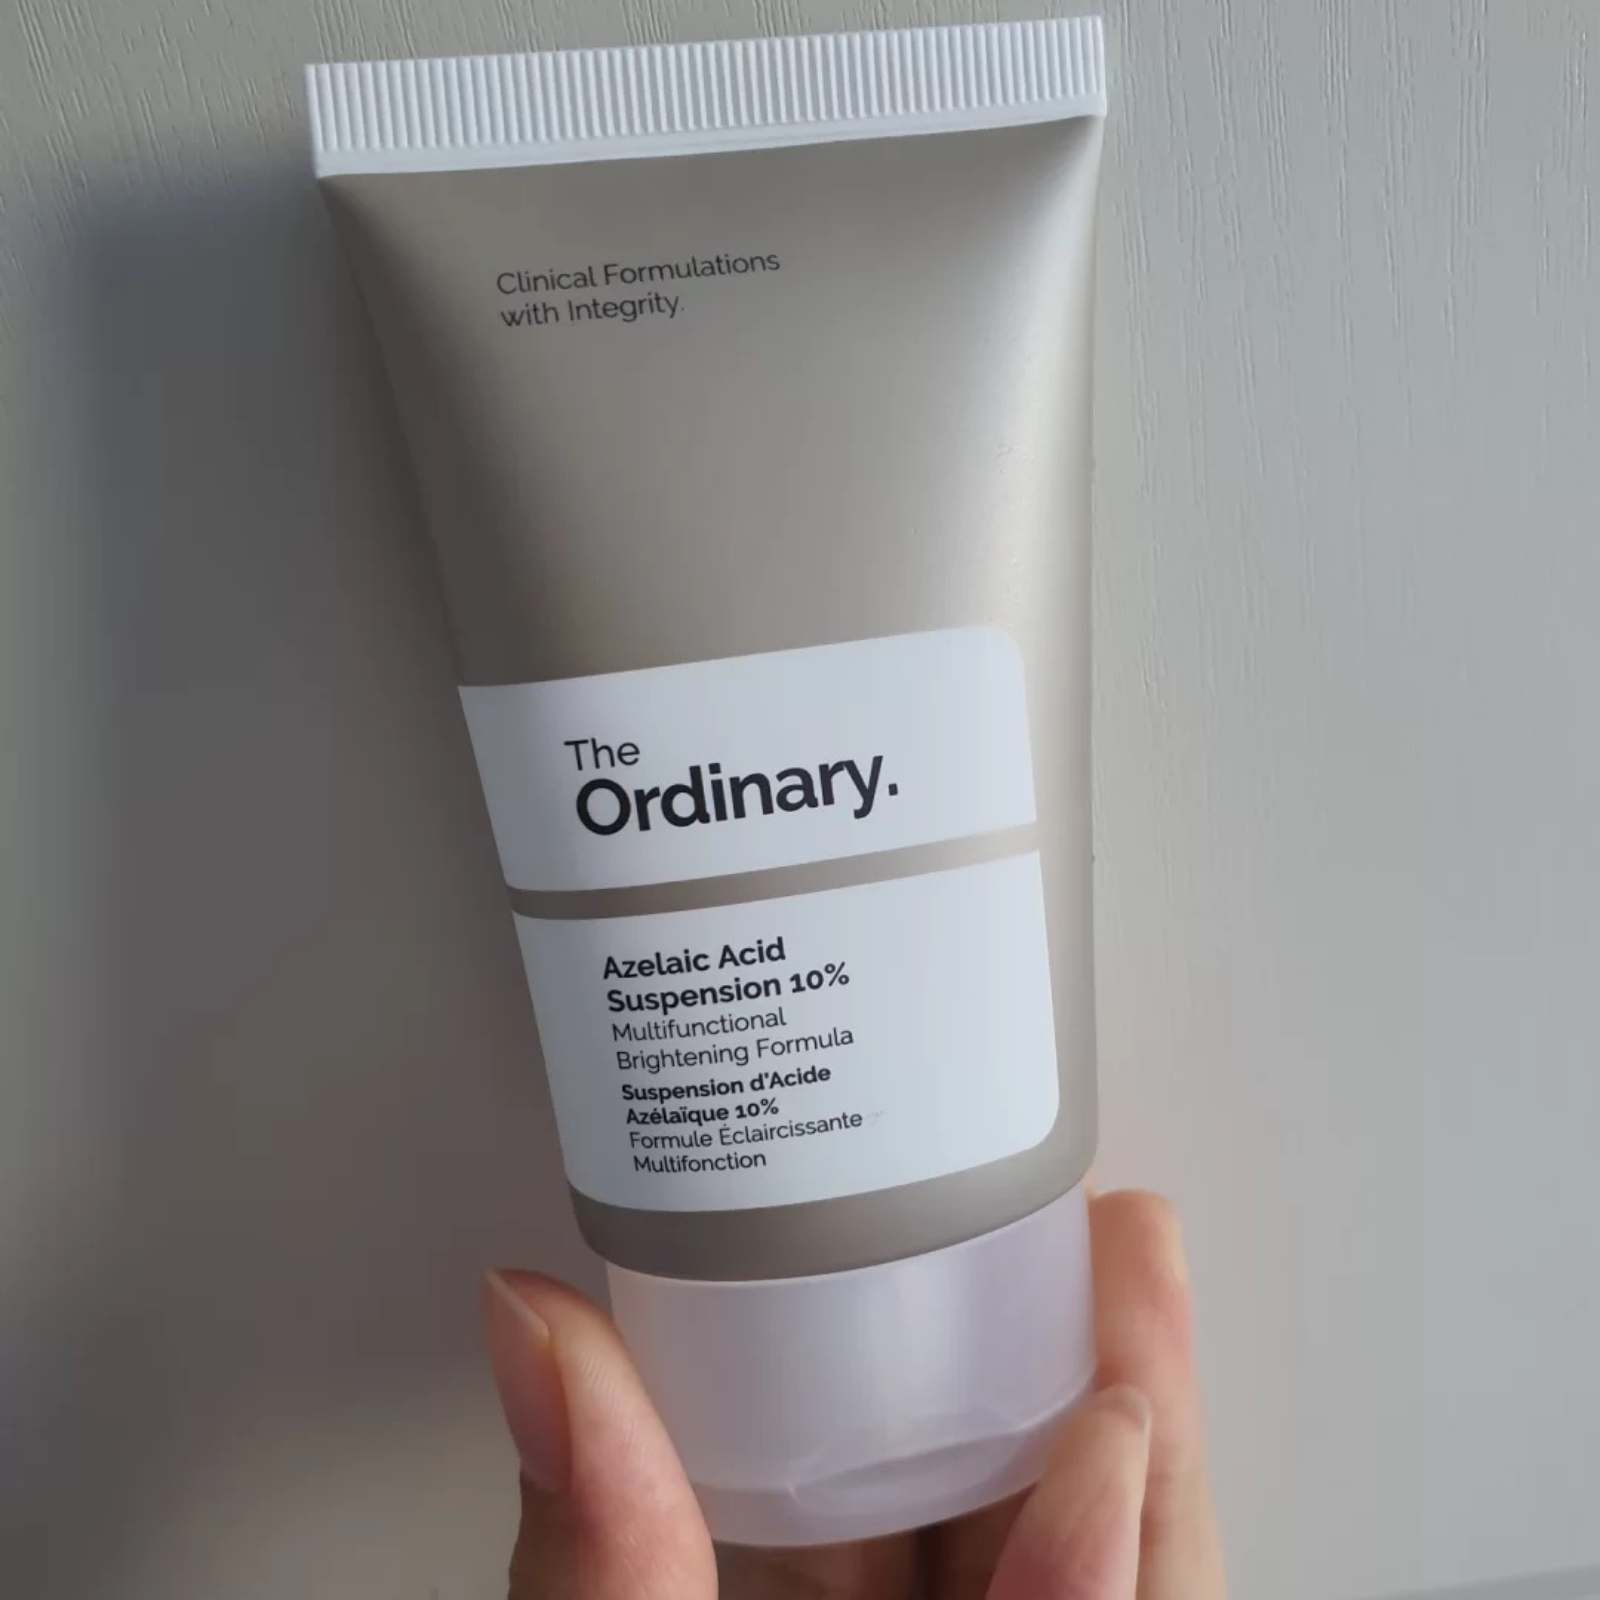 Clinical Formulations
with Integrity.
The
Ordinary.
Azelaic Acid
Suspension 10%
Multifunctional
Brightening Formula
Suspension d'Acide
Azélaïque 10%
Formule Éclaircissante
Multifonction